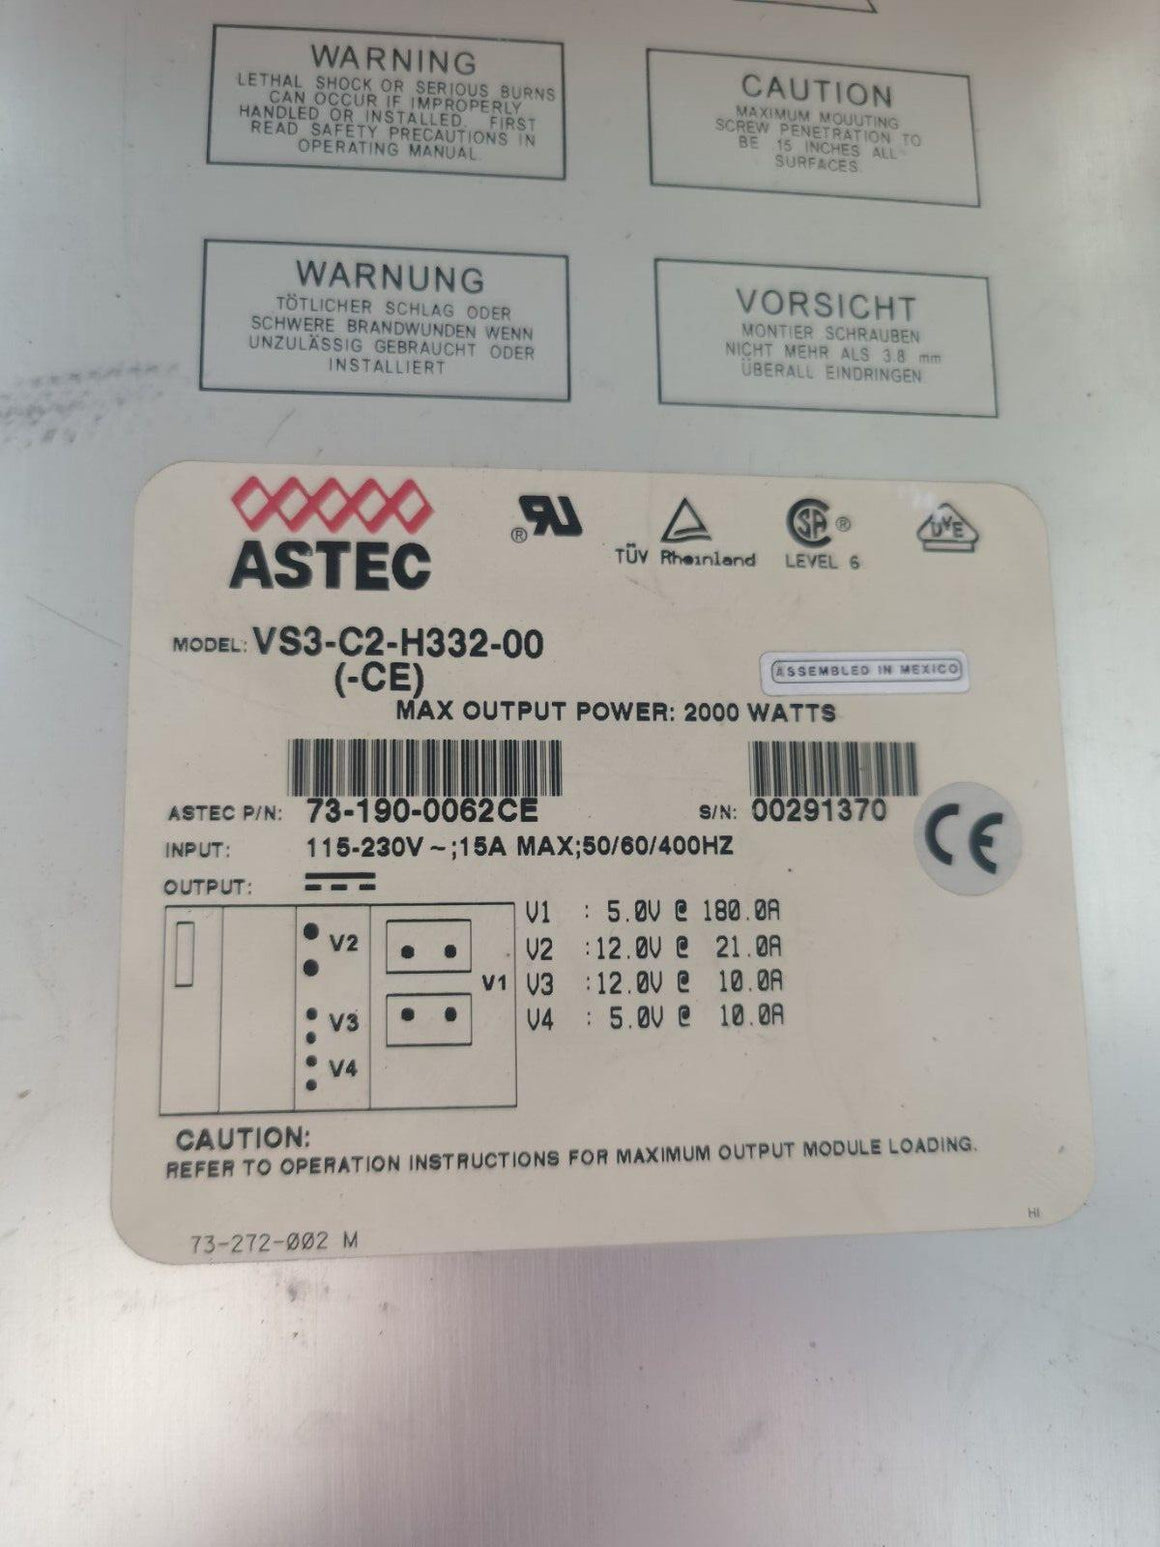 WARNING
LETHAL SHOCK OR SERIOUS BURNS
CAN OCCUR IF IMPROPERLY
HANDLED OR INSTALLED. FIRST
READ SAFETY PRECAUTIONS IN
OPERATING MANUAL.
CAUTION
MAXIMUM MOUUTING
SCREW PENETRATION TO
BE .15 INCHES ALL
SURFACES.
WARNUNG
TÖTLICHER SCHLAG ODER
SCHWERE BRANDWUNDEN WENN
UNZULÄSSIG GEBRAUCHT ODER
INSTALLIERT
VORSICHT
MONTIER SCHRAUBEN
NICHT MEHR ALS 3.8 mm
ÜBERALL EINDRINGEN
ASTEC
® RU
TÜV Rheinland
SA ®
LEVEL 6
DVE
MODEL: VS3-C2-H332-00
(-CE)
ASSEMBLED IN MEXICO
MAX OUTPUT POWER: 2000 WATTS
ASTEC P/N: 73-190-0062CE
S/N: 00291370
CE
INPUT: 115-230V ~;15A MAX;50/60/400HZ
OUTPUT:
V2
V3
V4
V1
V1 : 5.0V @ 180.0A
V2 :12.0V @ 21.0A
V3 :12.0V @ 10.0A
V4 : 5.0V @ 10.0A
CAUTION:
REFER TO OPERATION INSTRUCTIONS FOR MAXIMUM OUTPUT MODULE LOADING.
73-272-002 M
HI